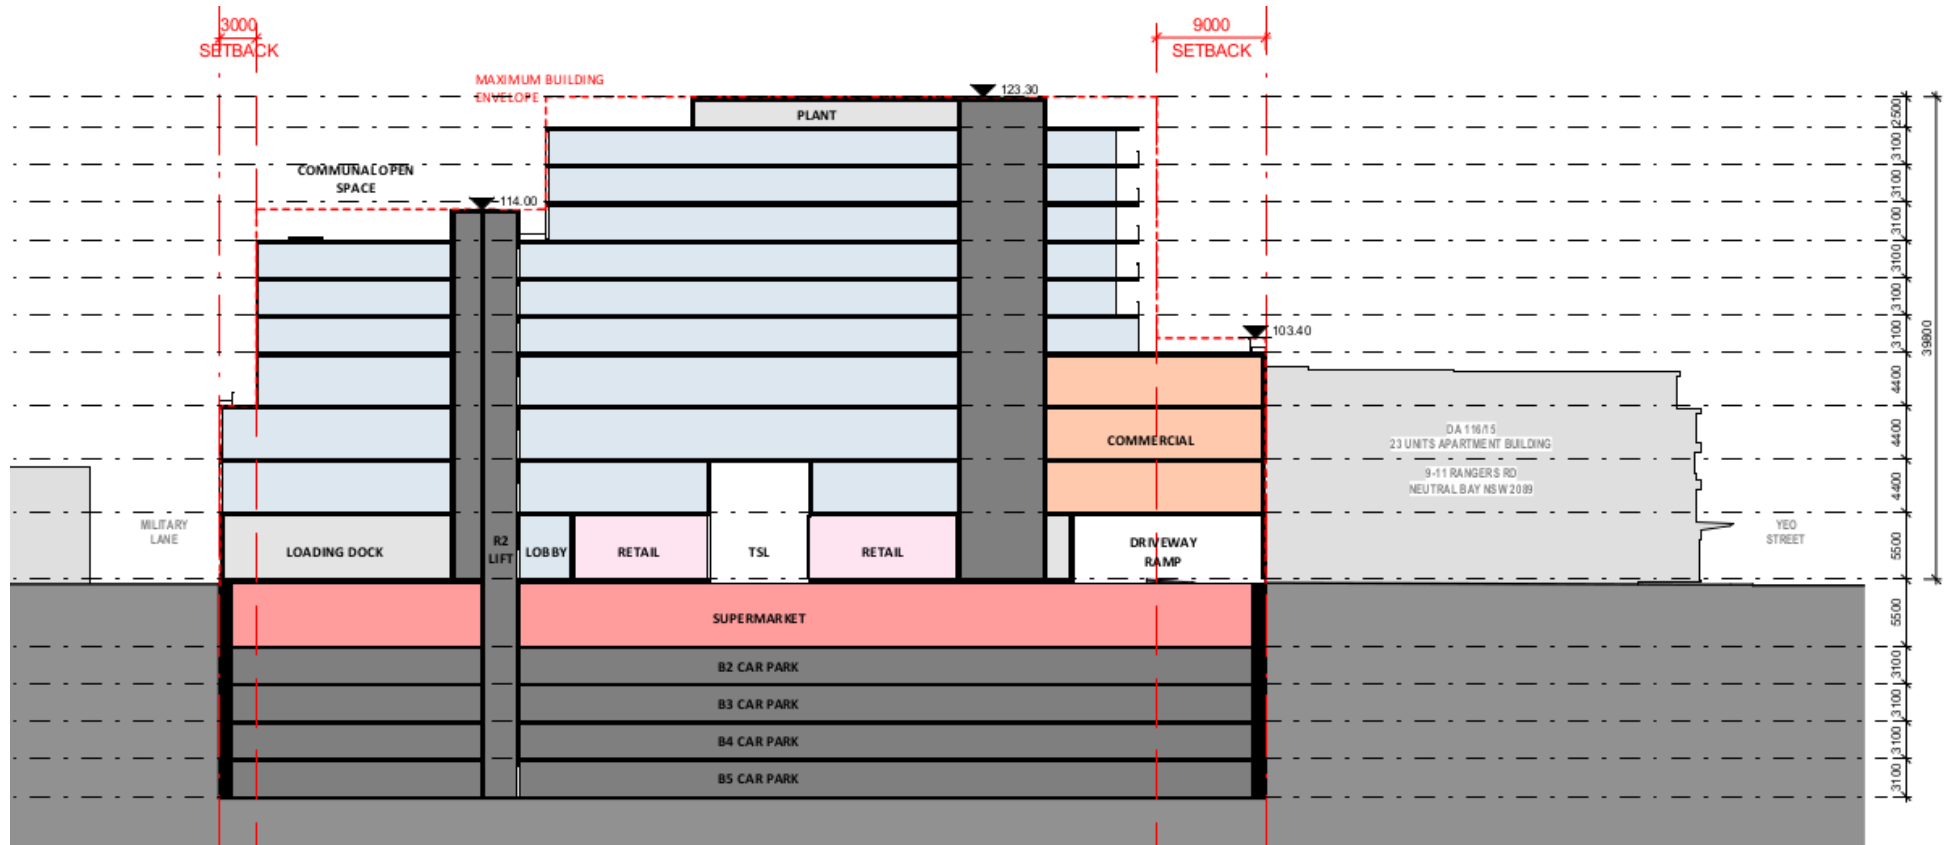 3000
SETBACK
9000
SETBACK
MAXIMUM BUILDING
ENVELOPE
123.30
PLANT
COMMUNAL OPEN
SPACE
114.00
103.40
COMMERCIAL
DA 116/15
23 UNITS APARTMENT BUILDING
9-11 RANGERS RD
NEUTRAL BAY NSW 2089
MILITARY
LANE
YEO
STREET
LOADING DOCK
R2
LIFT
LOBBY
RETAIL
TSL
RETAIL
DRIVEWAY
RAMP
SUPERMARKET
B2 CAR PARK
B3 CAR PARK
B4 CAR PARK
B5 CAR PARK
2500
3100
3100
3100
3100
3100
3100
4400
4400
4400
5500
5500
3100
3100
3100
3100
39800